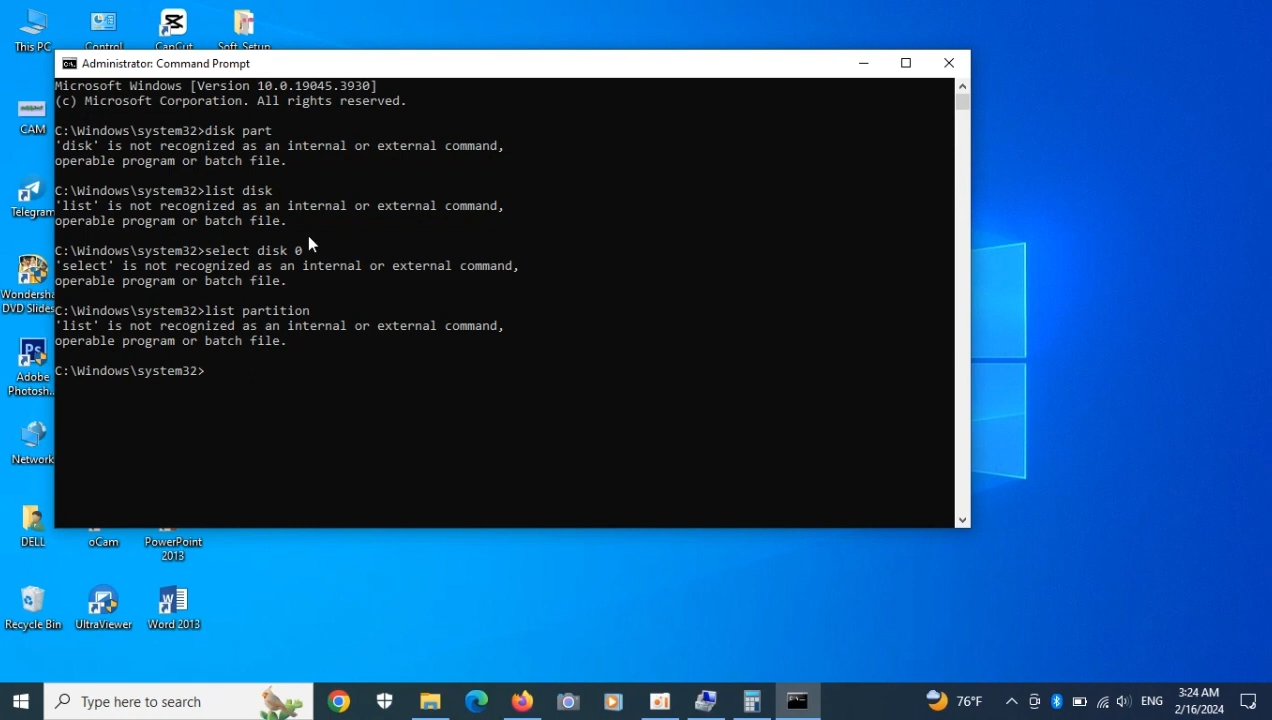 This PC
Control
CapCut
Soft Setup
CAM
Telegram
Wondersha
DVD Slides
Adobe
Photosh...
Network
DELL
oCam
PowerPoint
2013
Recycle Bin
UltraViewer
Word 2013
Administrator: Command Prompt
Microsoft Windows [Version 10.0.19045.3930]
(c) Microsoft Corporation. All rights reserved.
C:\Windows\system32>disk part
'disk' is not recognized as an internal or external command,
operable program or batch file.
C:\Windows\system32>list disk
'list' is not recognized as an internal or external command,
operable program or batch file.
C:\Windows\system32>select disk 0
'select' is not recognized as an internal or external command,
operable program or batch file.
C:\Windows\system32>list partition
'list' is not recognized as an internal or external command,
operable program or batch file.
C:\Windows\system32>
Type here to search
76°F
ENG
3:24 AM
2/16/2024